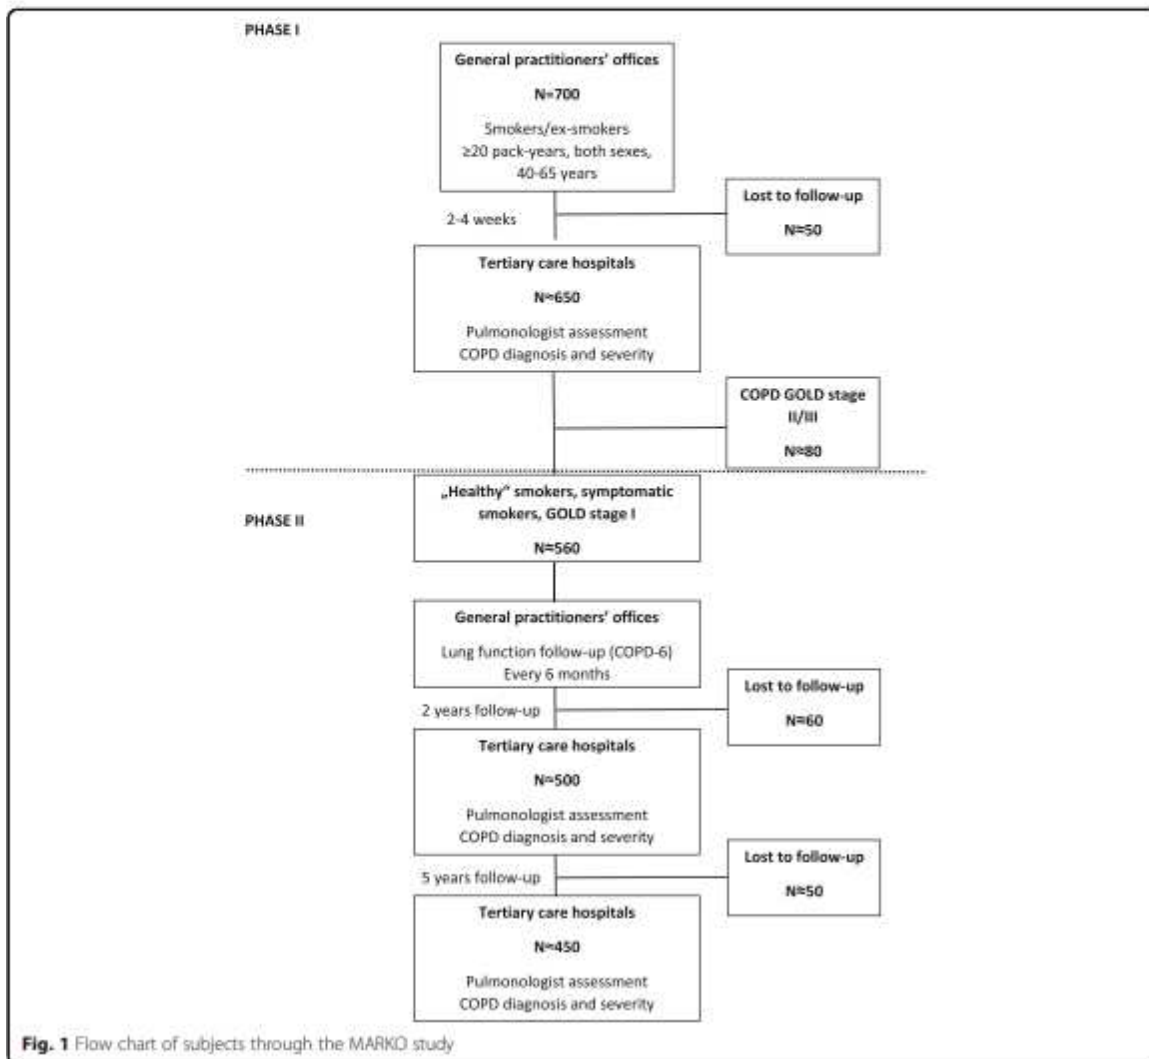 PHASE I
General practitioners' offices
N=700
Smokers/ex-smokers
≥20 pack-years, both sexes,
40-65 years
2-4 weeks
Lost to follow-up
N≈50
Tertiary care hospitals
N≈650
Pulmonologist assessment
COPD diagnosis and severity
COPD GOLD stage
II/III
N≈80
„Healthy" smokers, symptomatic
smokers, GOLD stage I
N≈560
PHASE II
General practitioners' offices
Lung function follow-up (COPD-6)
Every 6 months
2 years follow-up
Lost to follow-up
N≈60
Tertiary care hospitals
N≈500
Pulmonologist assessment
COPD diagnosis and severity
5 years follow-up
Lost to follow-up
N≈50
Tertiary care hospitals
N≈450
Pulmonologist assessment
COPD diagnosis and severity
Fig. 1 Flow chart of subjects through the MARKO study